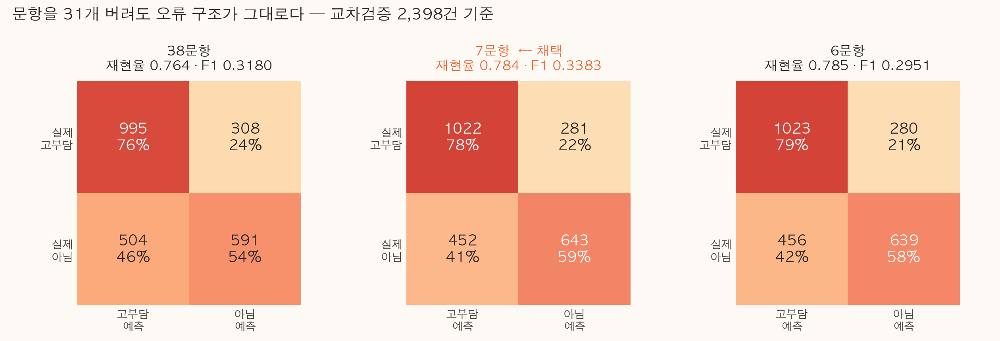 문항을 31개 버려도 오류 구조가 그대로다 — 교차검증 2,398건 기준
38문항
재현율 0.764 · F1 0.3180
995
76%
308
24%
504
46%
591
54%
실제
고부담
실제
아님
고부담
예측
아님
예측
7문항 ← 채택
재현율 0.784 · F1 0.3383
1022
78%
281
22%
452
41%
643
59%
실제
고부담
실제
아님
고부담
예측
아님
예측
6문항
재현율 0.785 · F1 0.2951
1023
79%
280
21%
456
42%
639
58%
실제
고부담
실제
아님
고부담
예측
아님
예측